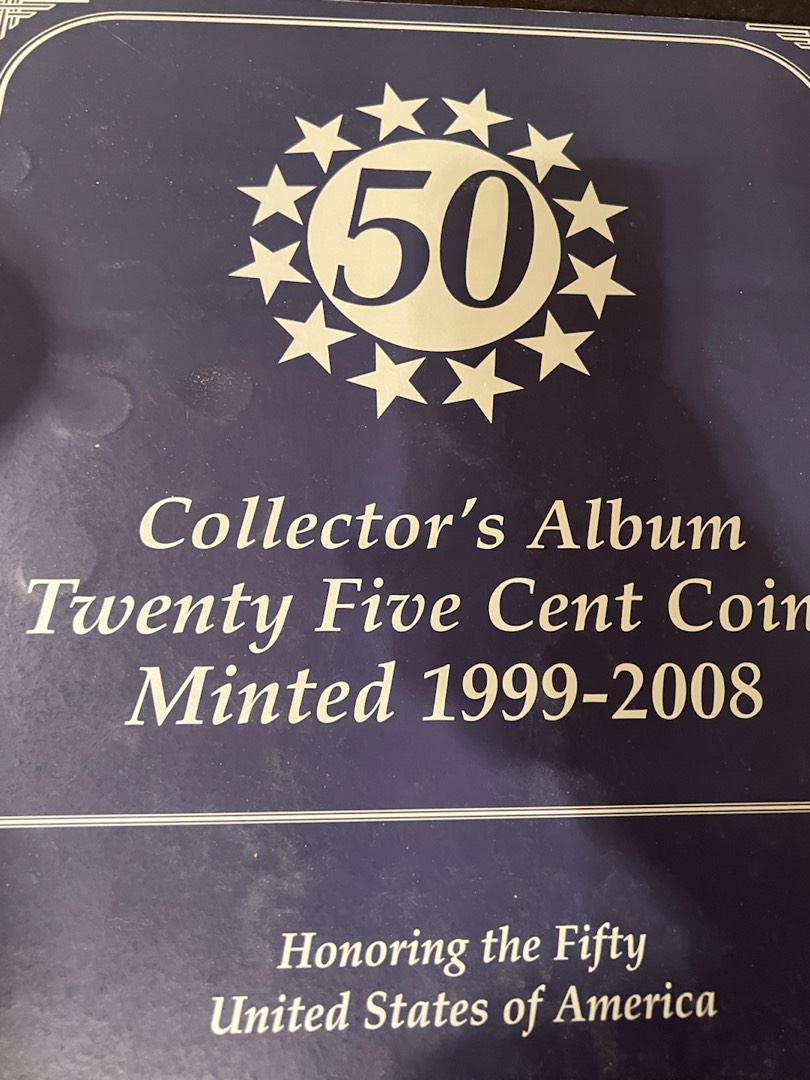 50
Collector's Album
Twenty Five Cent Coin
Minted 1999-2008
Honoring the Fifty
United States of America